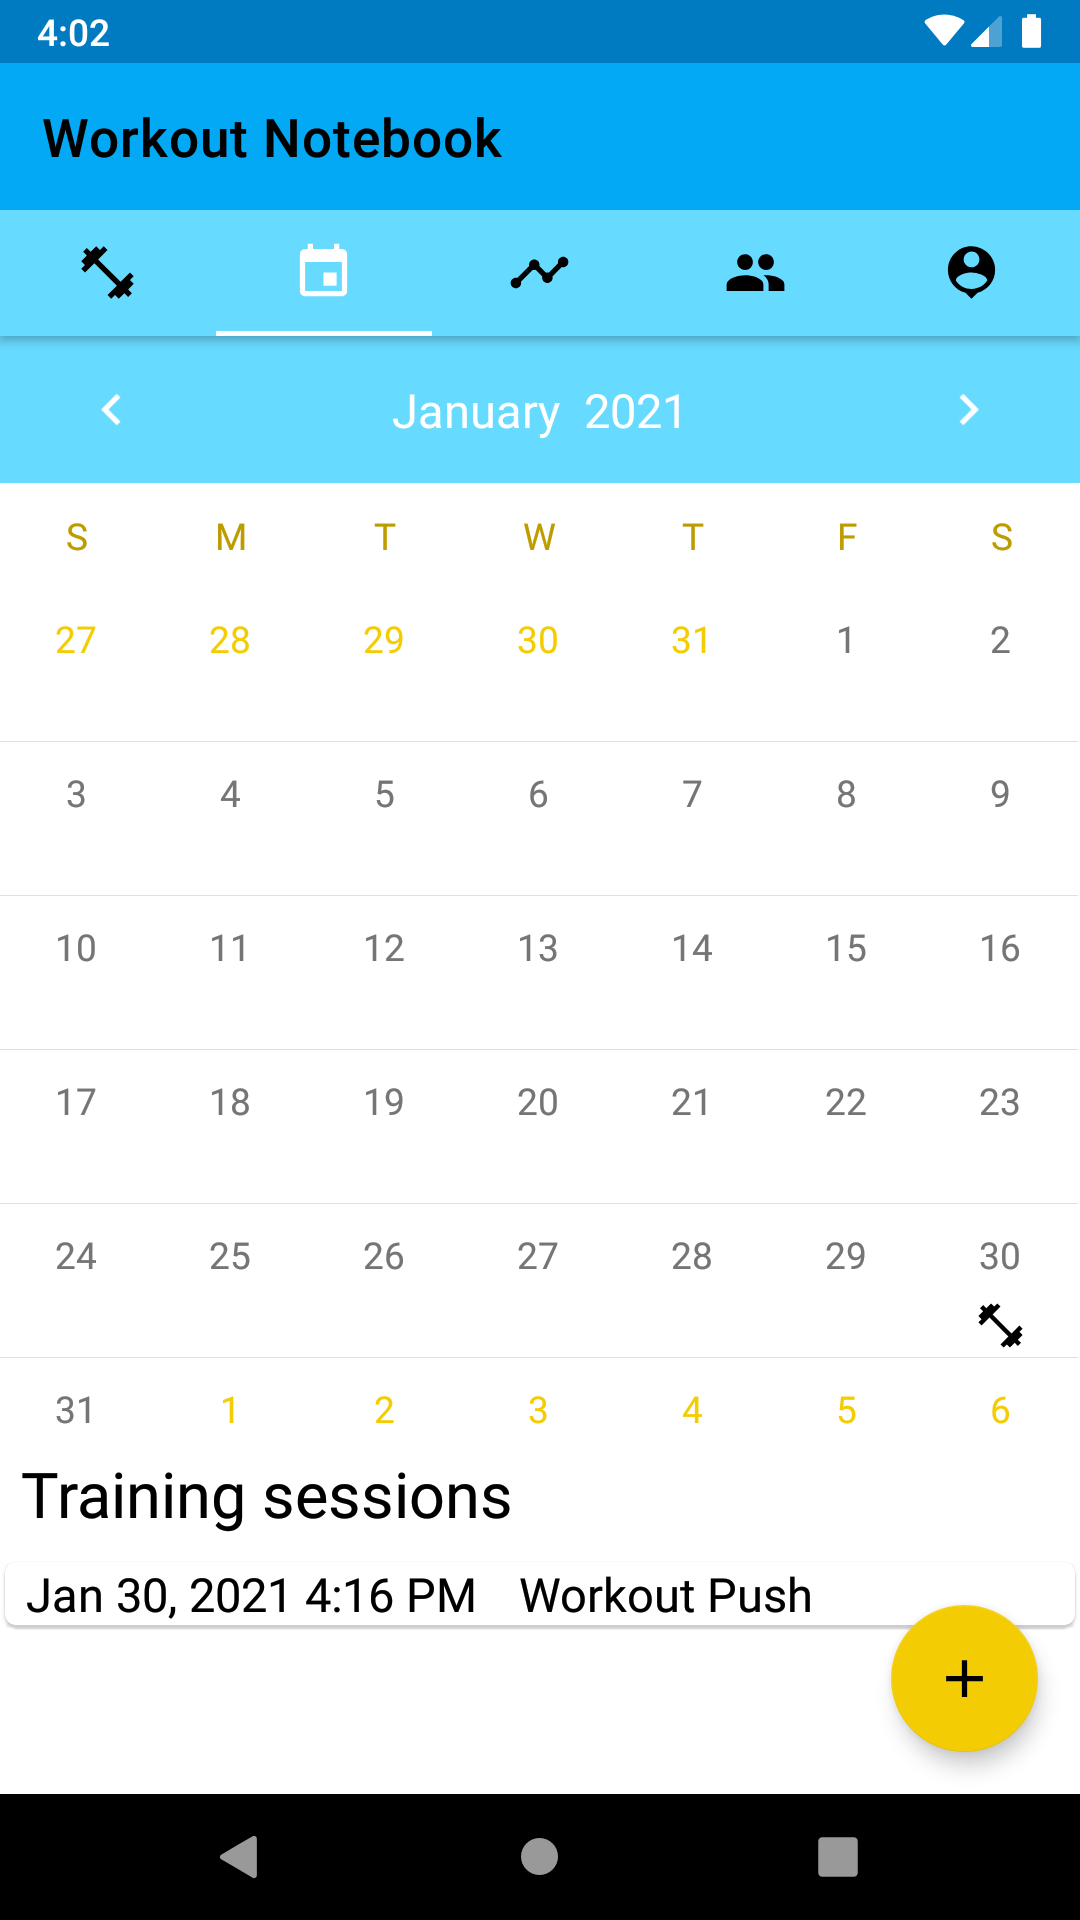 4:02
Workout Notebook
January 2021
S M T W T F S
27 28 29 30 31 1 2
3 4 5 6 7 8 9
10 11 12 13 14 15 16
17 18 19 20 21 22 23
24 25 26 27 28 29 30
31 1 2 3 4 5 6
Training sessions
Jan 30, 2021 4:16 PM Workout Push